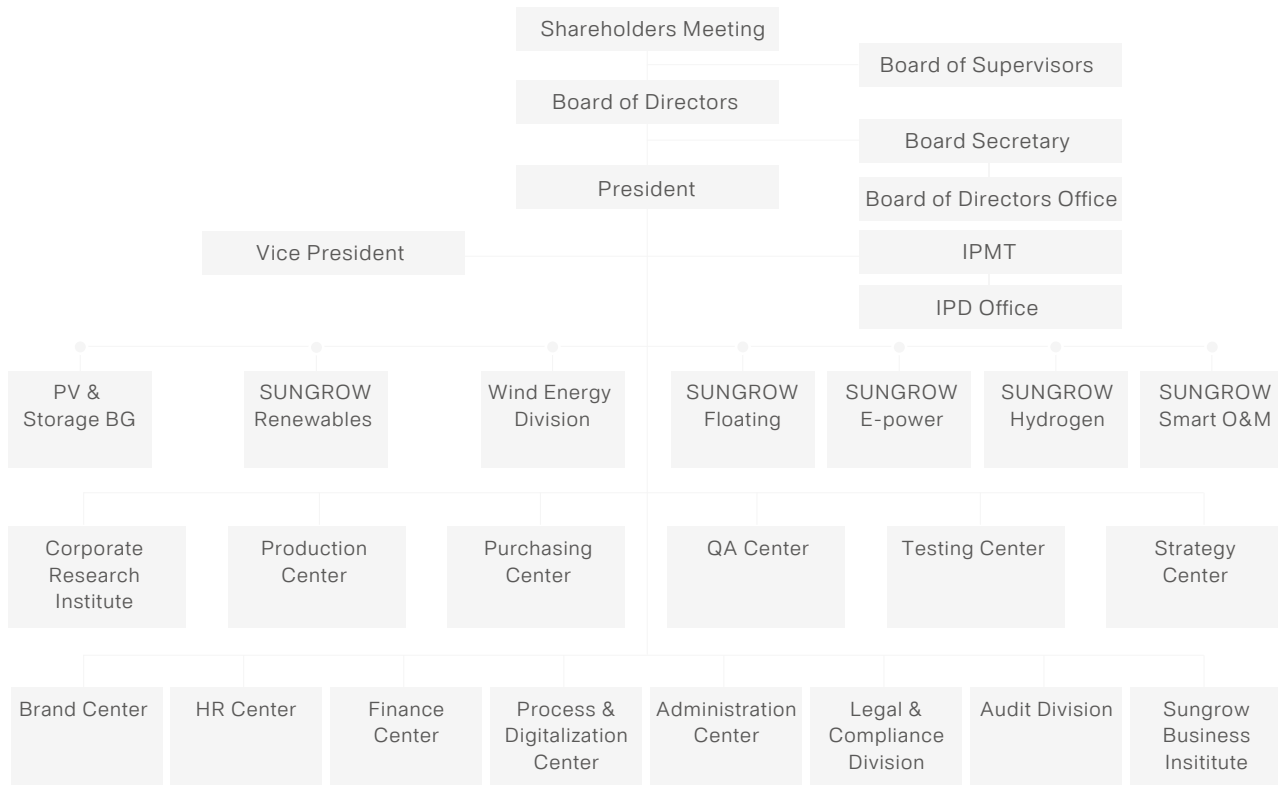 Shareholders Meeting
Board of Supervisors
Board of Directors
Board Secretary
President
Board of Directors Office
Vice President
IPMT
IPD Office
PV &
Storage BG
SUNGROW
Renewables
Wind Energy
Division
SUNGROW
Floating
SUNGROW
E-power
SUNGROW
Hydrogen
SUNGROW
Smart O&M
Corporate
Research
Institute
Production
Center
Purchasing
Center
QA Center
Testing Center
Strategy
Center
Brand Center
HR Center
Finance
Center
Process &
Digitalization
Center
Administration
Center
Legal &
Compliance
Division
Audit Division
Sungrow
Business
Insititute